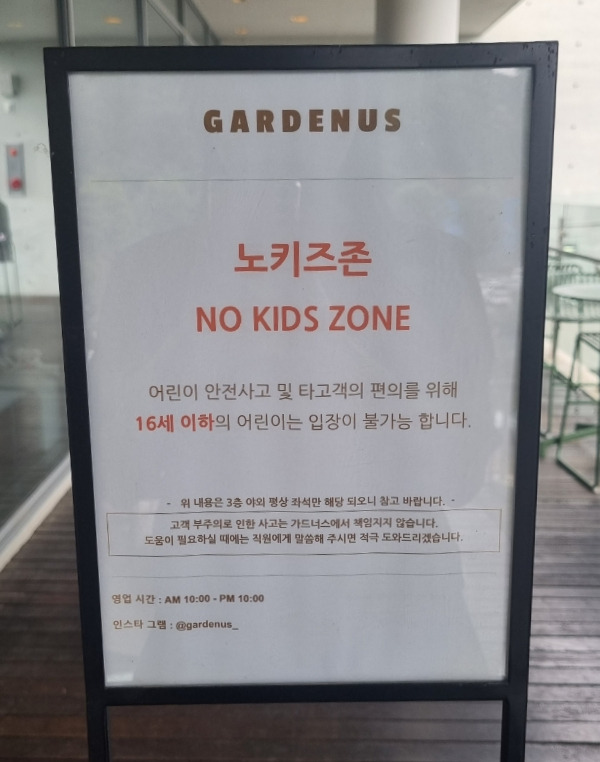 GARDENUS
노키즈존
NO KIDS ZONE
어린이 안전사고 및 타고객의 편의를 위해
16세 이하의 어린이는 입장이 불가능 합니다.
- 위 내용은 3층 야외 평상 좌석만 해당 되오니 참고 바랍니다. -
고객 부주의로 인한 사고는 가드너스에서 책임지지 않습니다.
도움이 필요하실 때에는 직원에게 말씀해 주시면 적극 도와드리겠습니다.
영업 시간 : AM 10:00 - PM 10:00
인스타 그램 : @gardenus_